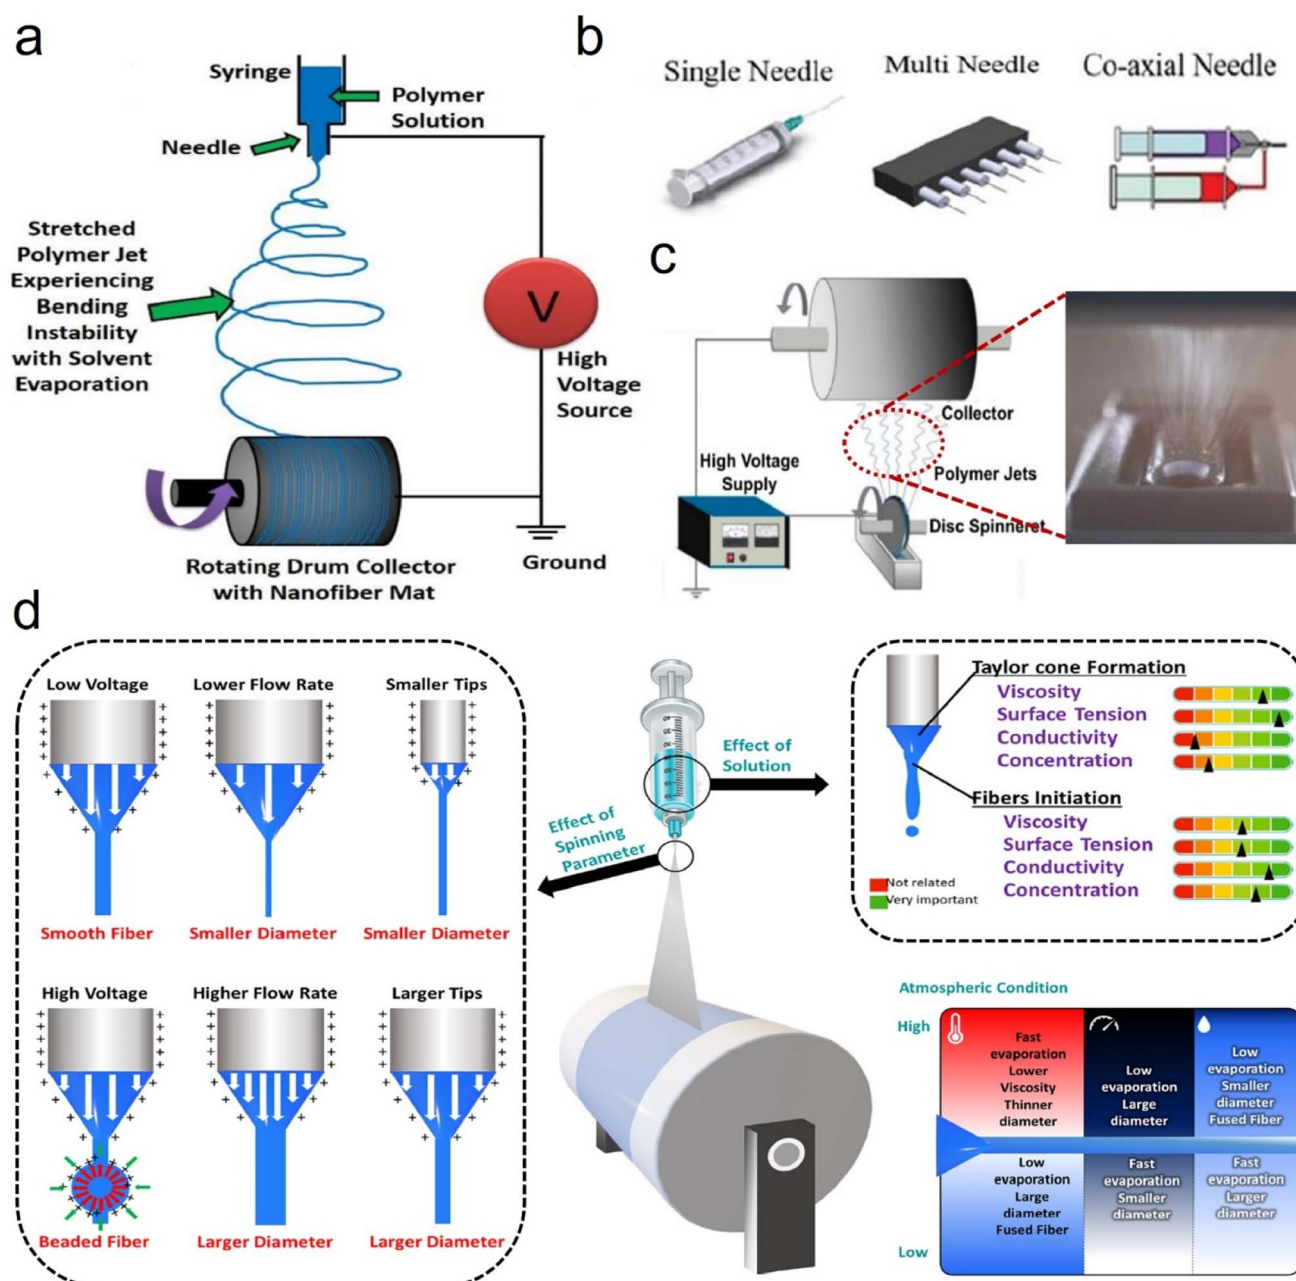 a
Syringe
Polymer
Solution
Needle
Stretched
Polymer Jet
Experiencing
Bending
Instability
with Solvent
Evaporation
V
High
Voltage
Source
Ground
Rotating Drum Collector
with Nanofiber Mat
b
Single Needle
Multi Needle
Co-axial Needle
c
Collector
Polymer Jets
High Voltage
Supply
Disc Spinneret
d
Low Voltage
Lower Flow Rate
Smaller Tips
Smooth Fiber
Smaller Diameter
Smaller Diameter
High Voltage
Higher Flow Rate
Larger Tips
Beaded Fiber
Larger Diameter
Larger Diameter
Effect of
Spinning
Parameter
Effect of
Solution
Taylor cone Formation
Viscosity
Surface Tension
Conductivity
Concentration
Fibers Initiation
Viscosity
Surface Tension
Conductivity
Concentration
Not related
Very important
Atmospheric Condition
High
Low
Fast
evaporation
Lower
Viscosity
Thinner
diameter
Low
evaporation
Large
diameter
Low
evaporation
Smaller
diameter
Fused Fiber
Low
evaporation
Large
diameter
Fused Fiber
Fast
evaporation
Smaller
diameter
Fast
evaporation
Larger
diameter